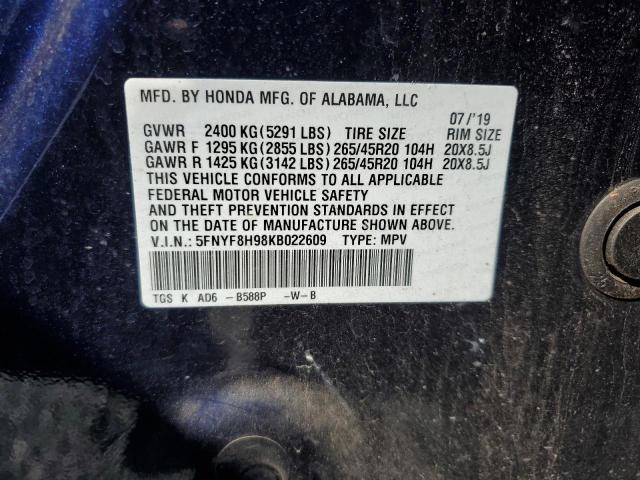 MFD. BY HONDA MFG. OF ALABAMA, LLC
07/'19
GVWR 2400 KG (5291 LBS) TIRE SIZE RIM SIZE
GAWR F 1295 KG (2855 LBS) 265/45R20 104H 20X8.5J
GAWR R 1425 KG (3142 LBS) 265/45R20 104H 20X8.5J
THIS VEHICLE CONFORMS TO ALL APPLICABLE
FEDERAL MOTOR VEHICLE SAFETY
AND THEFT PREVENTION STANDARDS IN EFFECT
ON THE DATE OF MANUFACTURE SHOWN ABOVE.
V.I.N.: 5FNYF8H98KB022609 TYPE: MPV
TGS K AD6 -B588P -W-B